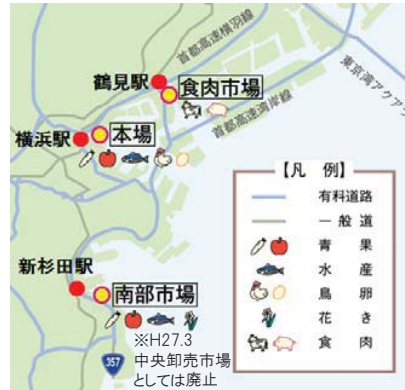 首都高速横羽線
鶴見駅
食肉市場
東京湾アクアラ
首都高速湾岸線
横浜駅
本場
【凡 例】
有料道路
一般道
青果
水産
鳥卵
花き
食肉
新杉田駅
南部市場
※H27.3
中央卸売市場
としては廃止
357